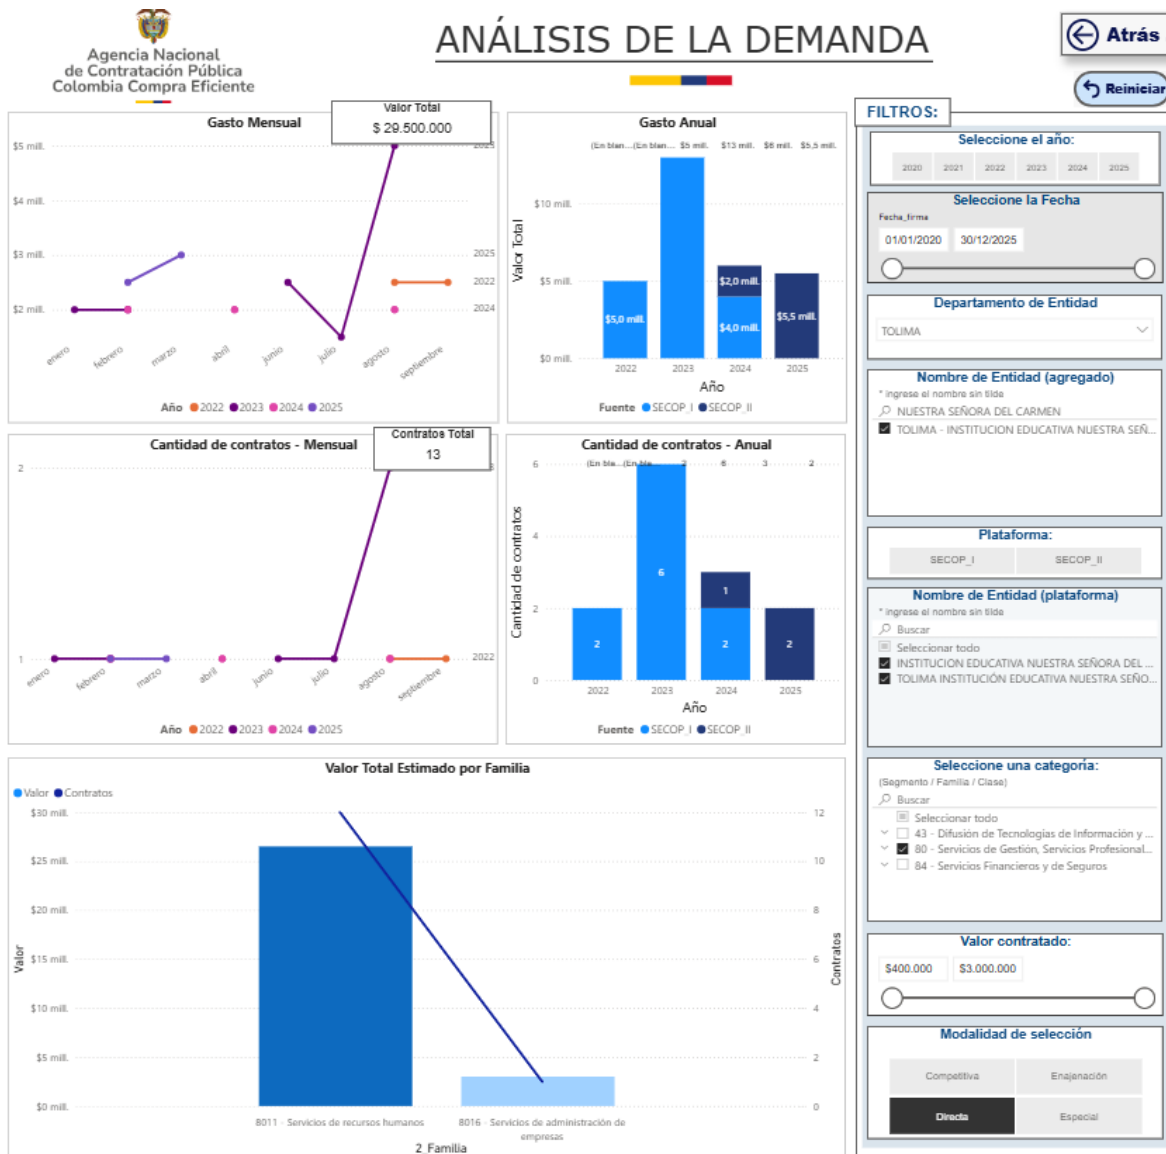 Agencia Nacional
de Contratación Pública
Colombia Compra Eficiente
ANÁLISIS DE LA DEMANDA
Atrás
Reiniciar
Gasto Mensual
Valor Total
$ 29.500.000
$5 mill.
$4 mill.
$3 mill.
$2 mill.
2023
2025
2022
2024
enero
febrero
marzo
abril
junio
julio
agosto
septiembre
Año 2022 2023 2024 2025
Gasto Anual
(En blan... (En blan... $5 mill. $13 mill. $6 mill. $5,5 mill.
Valor Total
$10 mill.
$5 mill.
$0 mill.
$5,0 mill.
$2,0 mill.
$4,0 mill.
$5,5 mill.
2022 2023 2024 2025
Año
Fuente SECOP_I SECOP_II
Cantidad de contratos - Mensual
Contratos Total
13
2
1
2022
enero
febrero
marzo
abril
junio
julio
agosto
septiembre
Año 2022 2023 2024 2025
Cantidad de contratos - Anual
(En bla... (En bla... 2 6 3 2
Cantidad de contratos
6
4
2
0
2
6
1
2
2
2022 2023 2024 2025
Año
Fuente SECOP_I SECOP_II
Valor Total Estimado por Familia
Valor Contratos
Valor
$30 mill.
$25 mill.
$20 mill.
$15 mill.
$10 mill.
$5 mill.
$0 mill.
12
10
8
6
4
2
0
Contratos
8011 - Servicios de recursos humanos
8016 - Servicios de administración de
empresas
2_Familia
FILTROS:
Seleccione el año:
2020 2021 2022 2023 2024 2025
Seleccione la Fecha
Fecha_firma
01/01/2020 30/12/2025
Departamento de Entidad
TOLIMA
Nombre de Entidad (agregado)
* Ingrese el nombre sin tilde
NUESTRA SEÑORA DEL CARMEN
TOLIMA - INSTITUCION EDUCATIVA NUESTRA SEÑ...
Plataforma:
SECOP_I SECOP_II
Nombre de Entidad (plataforma)
* Ingrese el nombre sin tilde
Buscar
Seleccionar todo
INSTITUCION EDUCATIVA NUESTRA SEÑORA DEL ...
TOLIMA INSTITUCIÓN EDUCATIVA NUESTRA SEÑO...
Seleccione una categoría:
(Segmento / Familia / Clase)
Buscar
Seleccionar todo
43 - Difusión de Tecnologías de Información y ...
80 - Servicios de Gestión, Servicios Profesional...
84 - Servicios Financieros y de Seguros
Valor contratado:
$400.000 $3.000.000
Modalidad de selección
Competitiva Enajenación
Directa Especial